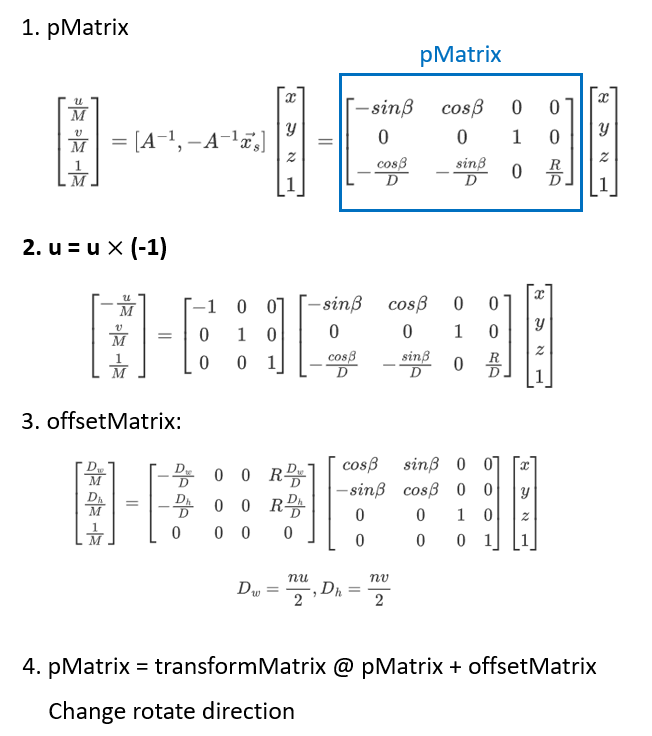 1. pMatrix
pMatrix
$\begin{bmatrix} \frac{u}{M} \\ \frac{v}{M} \\ \frac{1}{M} \end{bmatrix} = [A^{-1}, -A^{-1}\vec{x}_s] \begin{bmatrix} x \\ y \\ z \\ 1 \end{bmatrix} = \begin{bmatrix} -sin\beta & cos\beta & 0 & 0 \\ 0 & 0 & 1 & 0 \\ -\frac{cos\beta}{D} & -\frac{sin\beta}{D} & 0 & \frac{R}{D} \end{bmatrix} \begin{bmatrix} x \\ y \\ z \\ 1 \end{bmatrix}$
2. u = u × (-1)
$\begin{bmatrix} -\frac{u}{M} \\ \frac{v}{M} \\ \frac{1}{M} \end{bmatrix} = \begin{bmatrix} -1 & 0 & 0 \\ 0 & 1 & 0 \\ 0 & 0 & 1 \end{bmatrix} \begin{bmatrix} -sin\beta & cos\beta & 0 & 0 \\ 0 & 0 & 1 & 0 \\ -\frac{cos\beta}{D} & -\frac{sin\beta}{D} & 0 & \frac{R}{D} \end{bmatrix} \begin{bmatrix} x \\ y \\ z \\ 1 \end{bmatrix}$
3. offsetMatrix:
$\begin{bmatrix} \frac{D_w}{M} \\ \frac{D_h}{M} \\ \frac{1}{M} \end{bmatrix} = \begin{bmatrix} -\frac{D_w}{D} & 0 & 0 & R\frac{D_w}{D} \\ -\frac{D_h}{D} & 0 & 0 & R\frac{D_h}{D} \\ 0 & 0 & 0 & 0 \end{bmatrix} \begin{bmatrix} cos\beta & sin\beta & 0 & 0 \\ -sin\beta & cos\beta & 0 & 0 \\ 0 & 0 & 1 & 0 \\ 0 & 0 & 0 & 1 \end{bmatrix} \begin{bmatrix} x \\ y \\ z \\ 1 \end{bmatrix}$
$D_w = \frac{nu}{2}, D_h = \frac{nv}{2}$
4. pMatrix = transformMatrix @ pMatrix + offsetMatrix
Change rotate direction